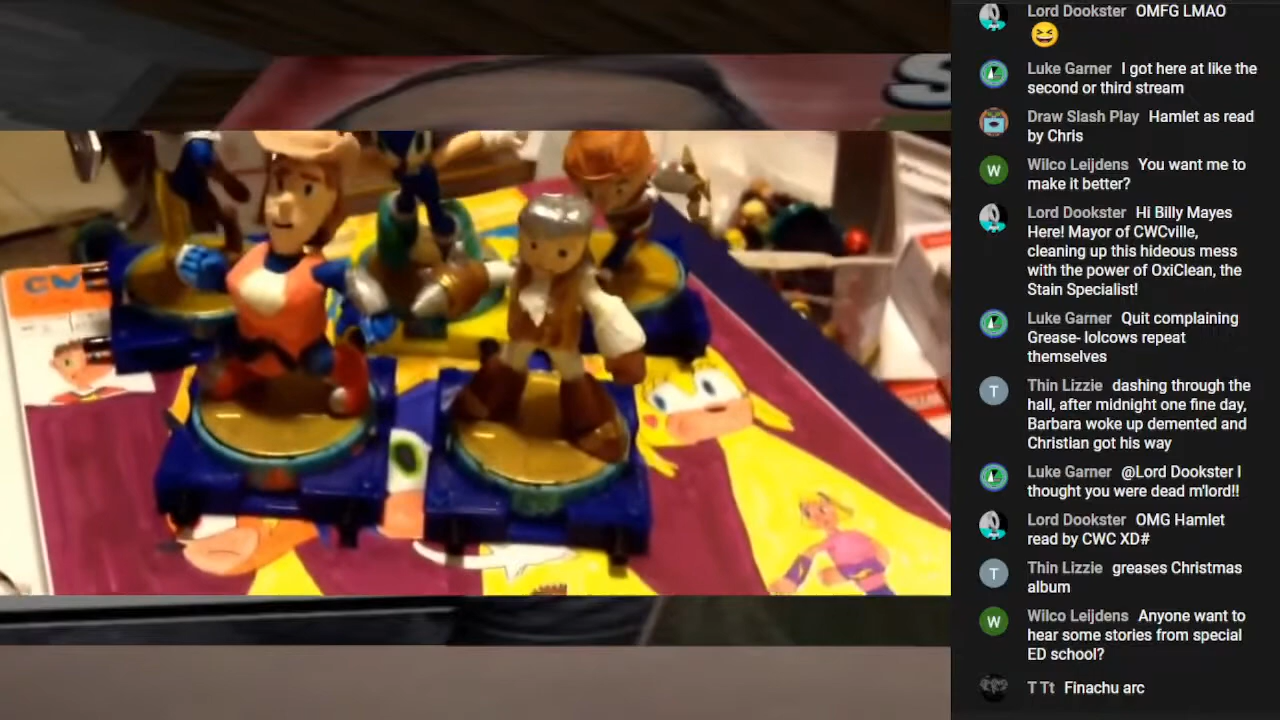 Lord Dookster OMFG LMAO
😆
Luke Garner I got here at like the
second or third stream
Draw Slash Play Hamlet as read
by Chris
W
Wilco Leijdens You want me to
make it better?
Lord Dookster Hi Billy Mayes
Here! Mayor of CWCville,
cleaning up this hideous mess
with the power of OxiClean, the
Stain Specialist!
Luke Garner Quit complaining
Grease- lolcows repeat
themselves
T
Thin Lizzie dashing through the
hall, after midnight one fine day,
Barbara woke up demented and
Christian got his way
Luke Garner @Lord Dookster I
thought you were dead m'lord!!
Lord Dookster OMG Hamlet
read by CWC XD#
T
Thin Lizzie greases Christmas
album
W
Wilco Leijdens Anyone want to
hear some stories from special
ED school?
T Tt Finachu arc